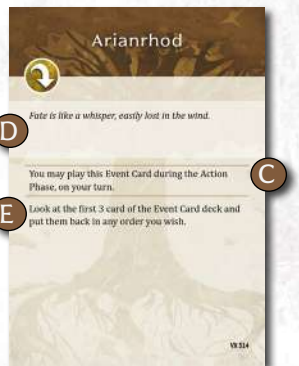 Arianrhod
Fate is like a whisper, easily lost in the wind.
D
You may play this Event Card during the Action
Phase, on your turn.
C
E
Look at the first 3 card of the Event Card deck and
put them back in any order you wish.
VX 514